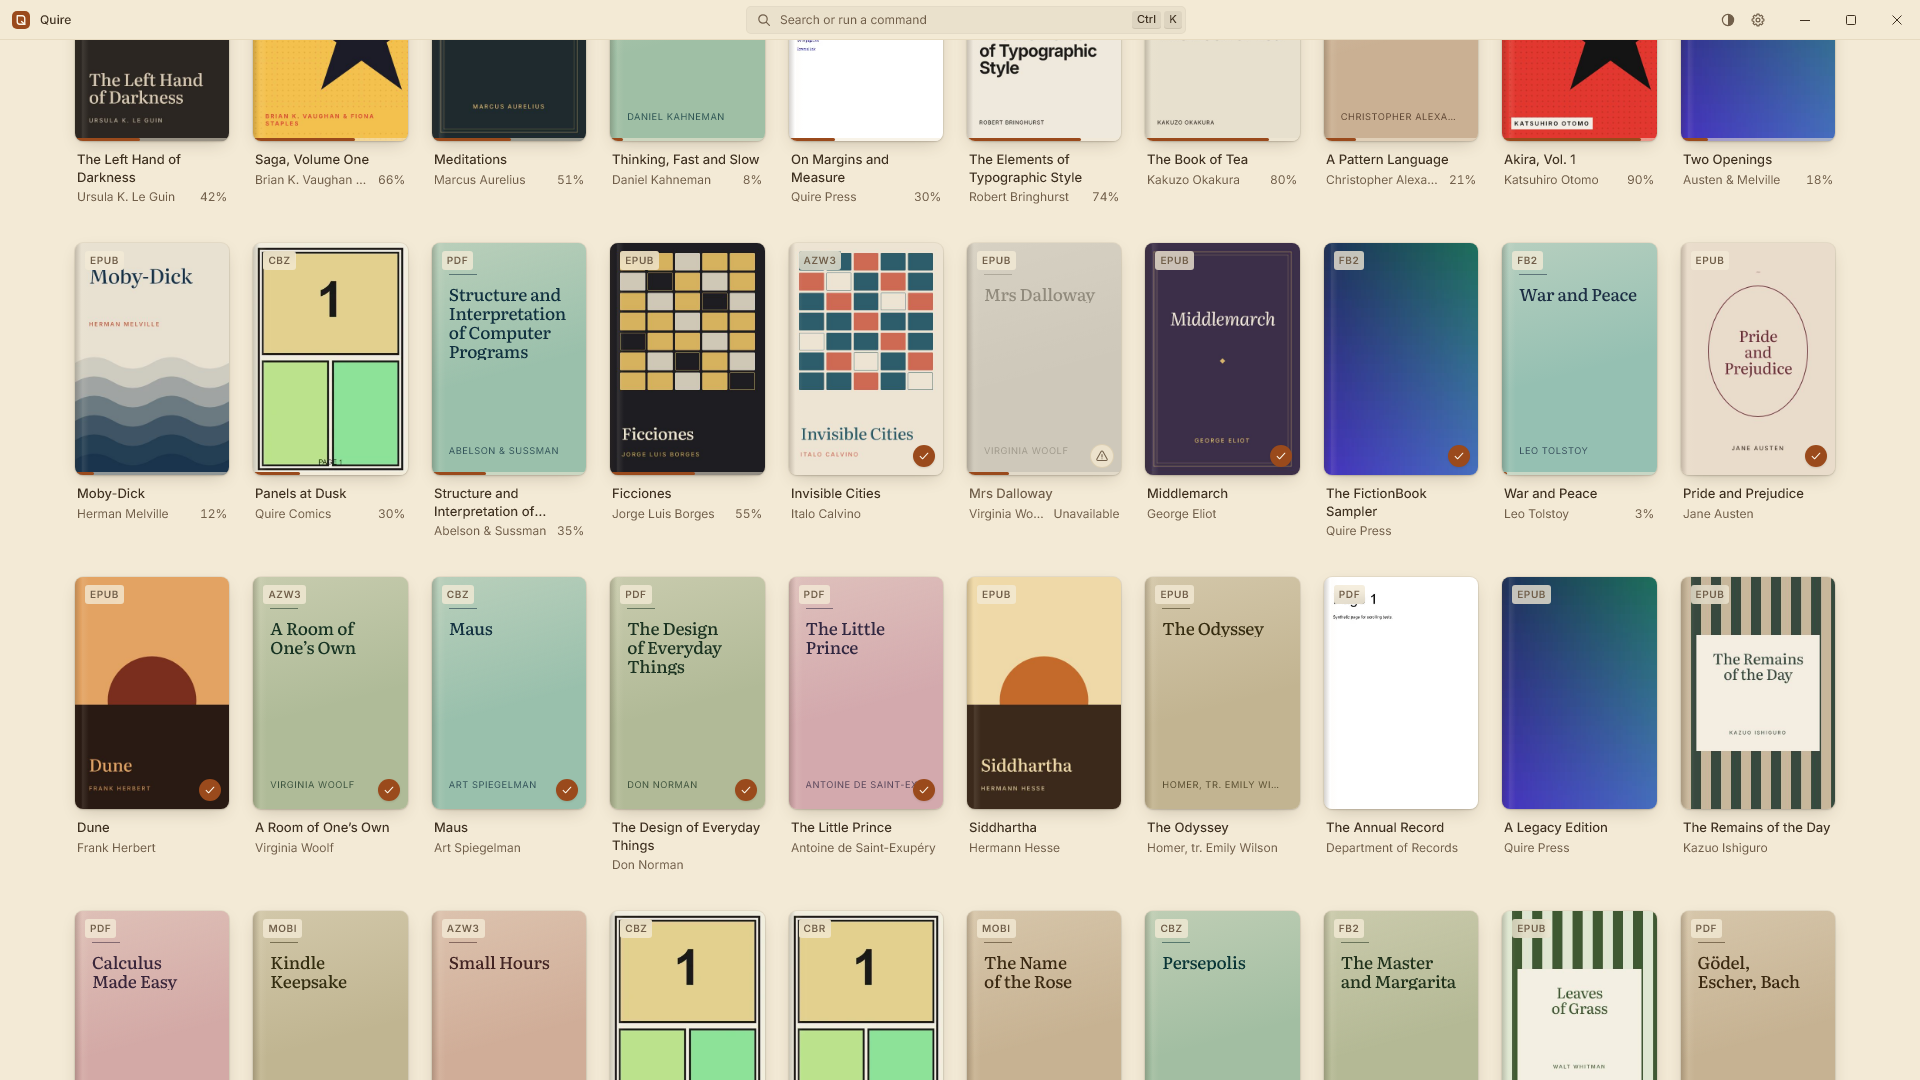 Quire
Search or run a command
Ctrl K
The Left Hand
of Darkness
URSULA K. LE GUIN
BRIAN K. VAUGHAN & FIONA
STAPLES
MARCUS AURELIUS
DANIEL KAHNEMAN
of Typographic
Style
ROBERT BRINGHURST
KAKUZO OKAKURA
CHRISTOPHER ALEXA...
KATSUHIRO OTOMO
The Left Hand of
Darkness
Ursula K. Le Guin 42%
Saga, Volume One
Brian K. Vaughan ... 66%
Meditations
Marcus Aurelius 51%
Thinking, Fast and Slow
Daniel Kahneman 8%
On Margins and
Measure
Quire Press 30%
The Elements of
Typographic Style
Robert Bringhurst 74%
The Book of Tea
Kakuzo Okakura 80%
A Pattern Language
Christopher Alexa... 21%
Akira, Vol. 1
Katsuhiro Otomo 90%
Two Openings
Austen & Melville 18%
EPUB
Moby-Dick
HERMAN MELVILLE
CBZ
1
PAGE 1
PDF
Structure and
Interpretation
of Computer
Programs
ABELSON & SUSSMAN
EPUB
Ficciones
JORGE LUIS BORGES
AZW3
Invisible Cities
ITALO CALVINO
EPUB
Mrs Dalloway
VIRGINIA WOOLF
EPUB
Middlemarch
GEORGE ELIOT
FB2
FB2
War and Peace
LEO TOLSTOY
EPUB
Pride
and
Prejudice
JANE AUSTEN
Moby-Dick
Herman Melville 12%
Panels at Dusk
Quire Comics 30%
Structure and
Interpretation of...
Abelson & Sussman 35%
Ficciones
Jorge Luis Borges 55%
Invisible Cities
Italo Calvino
Mrs Dalloway
Virginia Wo... Unavailable
Middlemarch
George Eliot
The FictionBook
Sampler
Quire Press
War and Peace
Leo Tolstoy 3%
Pride and Prejudice
Jane Austen
EPUB
Dune
FRANK HERBERT
AZW3
A Room of
One's Own
VIRGINIA WOOLF
CBZ
Maus
ART SPIEGELMAN
PDF
The Design
of Everyday
Things
DON NORMAN
PDF
The Little
Prince
ANTOINE DE SAINT-EX
EPUB
Siddhartha
HERMANN HESSE
EPUB
The Odyssey
HOMER, TR. EMILY WI...
PDF
1
Synthetic page for scrolling tests.
EPUB
EPUB
The Remains
of the Day
KAZUO ISHIGURO
Dune
Frank Herbert
A Room of One's Own
Virginia Woolf
Maus
Art Spiegelman
The Design of Everyday
Things
Don Norman
The Little Prince
Antoine de Saint-Exupéry
Siddhartha
Hermann Hesse
The Odyssey
Homer, tr. Emily Wilson
The Annual Record
Department of Records
A Legacy Edition
Quire Press
The Remains of the Day
Kazuo Ishiguro
PDF
Calculus
Made Easy
MOBI
Kindle
Keepsake
AZW3
Small Hours
CBZ
1
CBR
1
MOBI
The Name
of the Rose
CBZ
Persepolis
FB2
The Master
and Margarita
EPUB
Leaves
of Grass
WALT WHITMAN
PDF
Gödel,
Escher, Bach